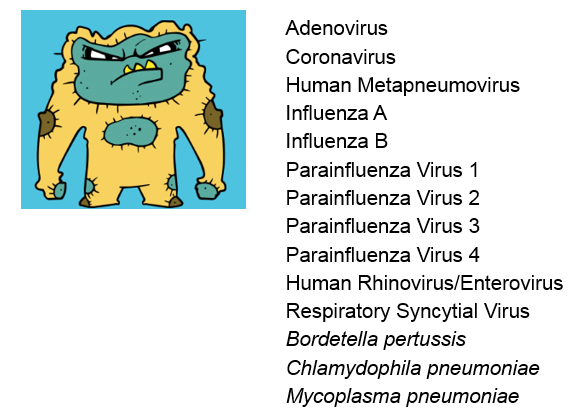 Adenovirus
Coronavirus
Human Metapneumovirus
Influenza A
Influenza B
Parainfluenza Virus 1
Parainfluenza Virus 2
Parainfluenza Virus 3
Parainfluenza Virus 4
Human Rhinovirus/Enterovirus
Respiratory Syncytial Virus
Bordetella pertussis
Chlamydophila pneumoniae
Mycoplasma pneumoniae